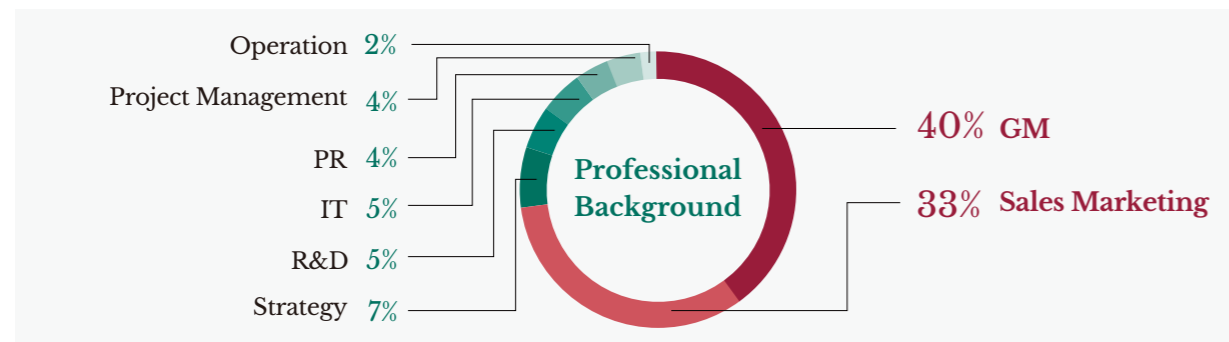 Operation 2%
Project Management 4%
PR 4%
IT 5%
R&D 5%
Strategy 7%
Professional
Background
40% GM
33% Sales Marketing